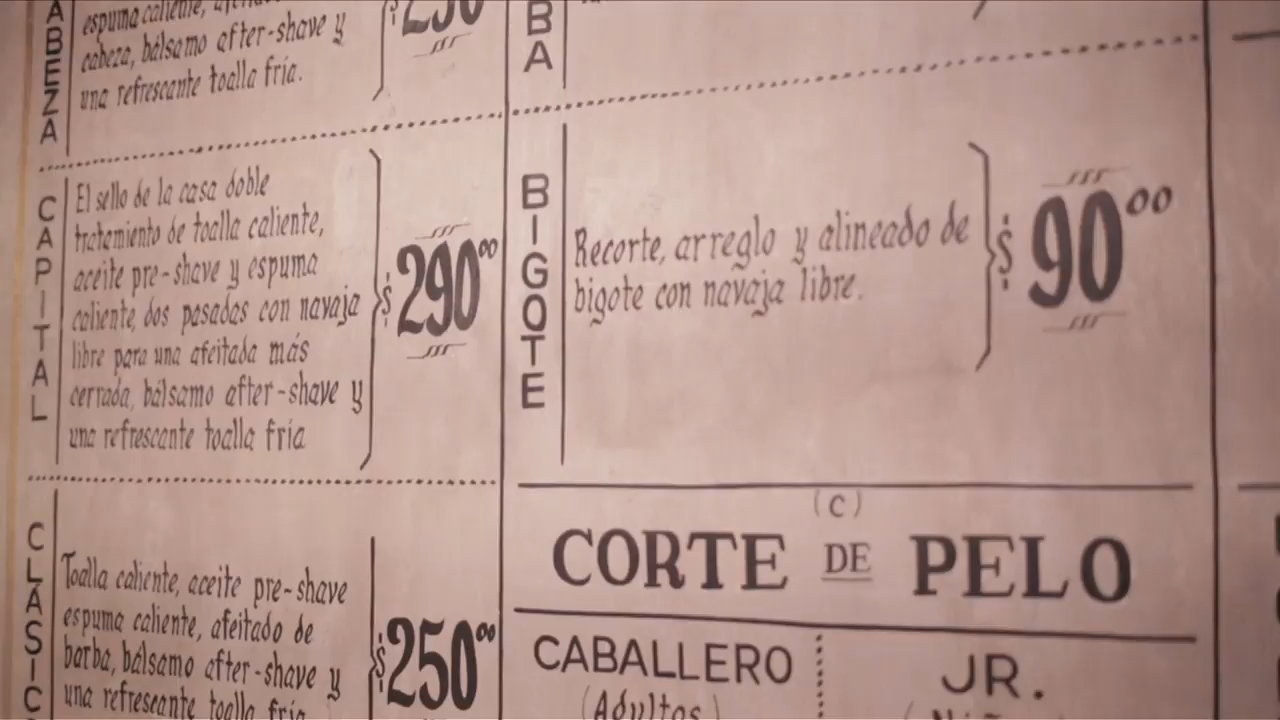 CABEZA
espuma caliente,
cabeza, bálsamo after-shave y
una refrescante toalla fría.
CAPITAL
El sello de la casa doble
tratamiento de toalla caliente,
aceite pre-shave y espuma
caliente, dos pasadas con navaja
libre para una afeitada más
cerrada, bálsamo after-shave y
una refrescante toalla fría
$290⁰⁰
Toalla caliente, aceite pre-shave
espuma caliente, afeitado de
barba, bálsamo after-shave y
una refrescante toalla fría
$250⁰⁰
BA
BIGOTE
Recorte, arreglo y alineado de
bigote con navaja libre.
$90⁰⁰
(C)
CORTE DE PELO
CABALLERO
(Adultos)
JR.